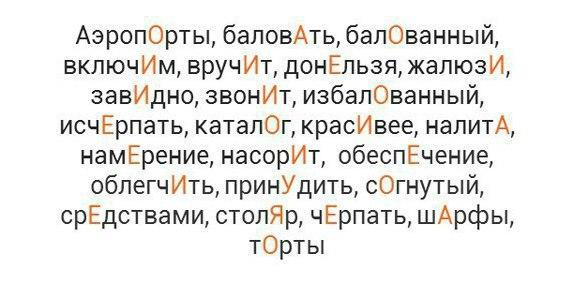 АэропОрты, баловАть, балОванный,
включИм, вручИт, донЕльзя, жалюзИ,
завИдно, звонИт, избалОванный,
исчЕрпать, каталОг, красИвее, налитА,
намЕрение, насорИт, обеспЕчение,
облегчИть, принУдить, сОгнутый,
срЕдствами, столЯр, чЕрпать, шАрфы,
тОрты